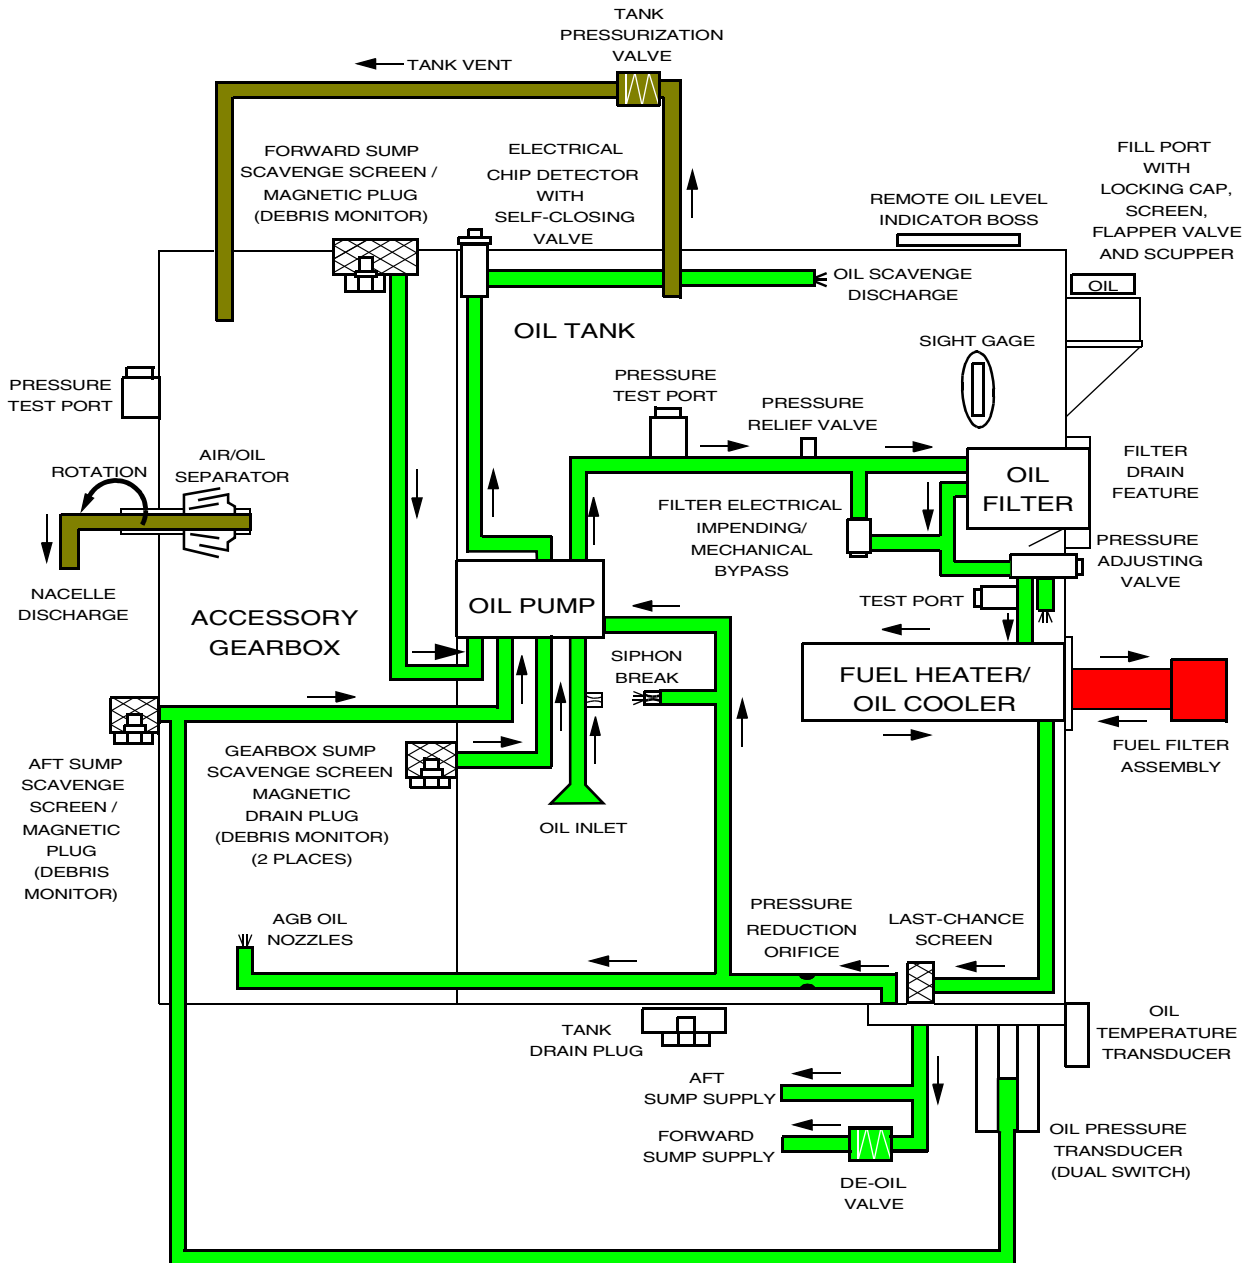 TANK
PRESSURIZATION
VALVE
TANK VENT
FORWARD SUMP
SCAVENGE SCREEN /
MAGNETIC PLUG
(DEBRIS MONITOR)
ELECTRICAL
CHIP DETECTOR
WITH
SELF-CLOSING
VALVE
REMOTE OIL LEVEL
INDICATOR BOSS
FILL PORT
WITH
LOCKING CAP,
SCREEN,
FLAPPER VALVE
AND SCUPPER
OIL SCAVENGE
DISCHARGE
OIL
OIL TANK
SIGHT GAGE
PRESSURE
TEST PORT
PRESSURE
TEST PORT
PRESSURE
RELIEF VALVE
ROTATION
AIR/OIL
SEPARATOR
OIL
FILTER
FILTER
DRAIN
FEATURE
FILTER ELECTRICAL
IMPENDING/
MECHANICAL
BYPASS
PRESSURE
ADJUSTING
VALVE
NACELLE
DISCHARGE
ACCESSORY
GEARBOX
OIL PUMP
TEST PORT
SIPHON
BREAK
FUEL HEATER/
OIL COOLER
FUEL FILTER
ASSEMBLY
AFT SUMP
SCAVENGE
SCREEN /
MAGNETIC
PLUG
(DEBRIS
MONITOR)
GEARBOX SUMP
SCAVENGE SCREEN
MAGNETIC
DRAIN PLUG
(DEBRIS MONITOR)
(2 PLACES)
OIL INLET
AGB OIL
NOZZLES
PRESSURE
REDUCTION
ORIFICE
LAST-CHANCE
SCREEN
TANK
DRAIN PLUG
OIL
TEMPERATURE
TRANSDUCER
AFT
SUMP SUPPLY
FORWARD
SUMP SUPPLY
DE-OIL
VALVE
OIL PRESSURE
TRANSDUCER
(DUAL SWITCH)